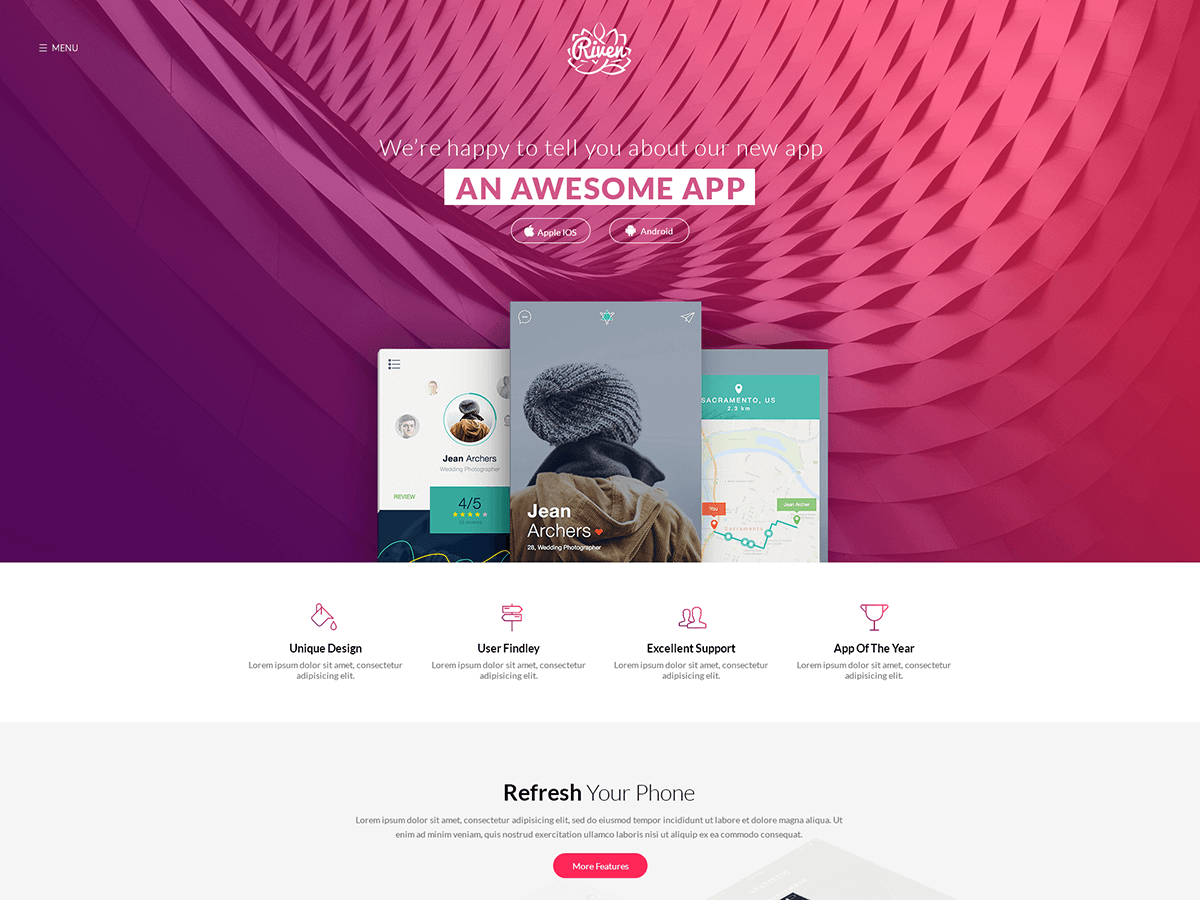 MENU
Riven
We're happy to tell you about our new app
AN AWESOME APP
Apple IOS
Android
SACRAMENTO, US
2.3 km
Jean Archers
Wedding Photographer
REVIEW
4/5
Jean
Archers
28, Wedding Photographer
You
Jean Archer
Sacramento
Unique Design
Lorem ipsum dolor sit amet, consectetur
adipisicing elit.
User Findley
Lorem ipsum dolor sit amet, consectetur
adipisicing elit.
Excellent Support
Lorem ipsum dolor sit amet, consectetur
adipisicing elit.
App Of The Year
Lorem ipsum dolor sit amet, consectetur
adipisicing elit.
Refresh Your Phone
Lorem ipsum dolor sit amet, consectetur adipisicing elit, sed do eiusmod tempor incididunt ut labore et dolore magna aliqua. Ut
enim ad minim veniam, quis nostrud exercitation ullamco laboris nisi ut aliquip ex ea commodo consequat.
More Features